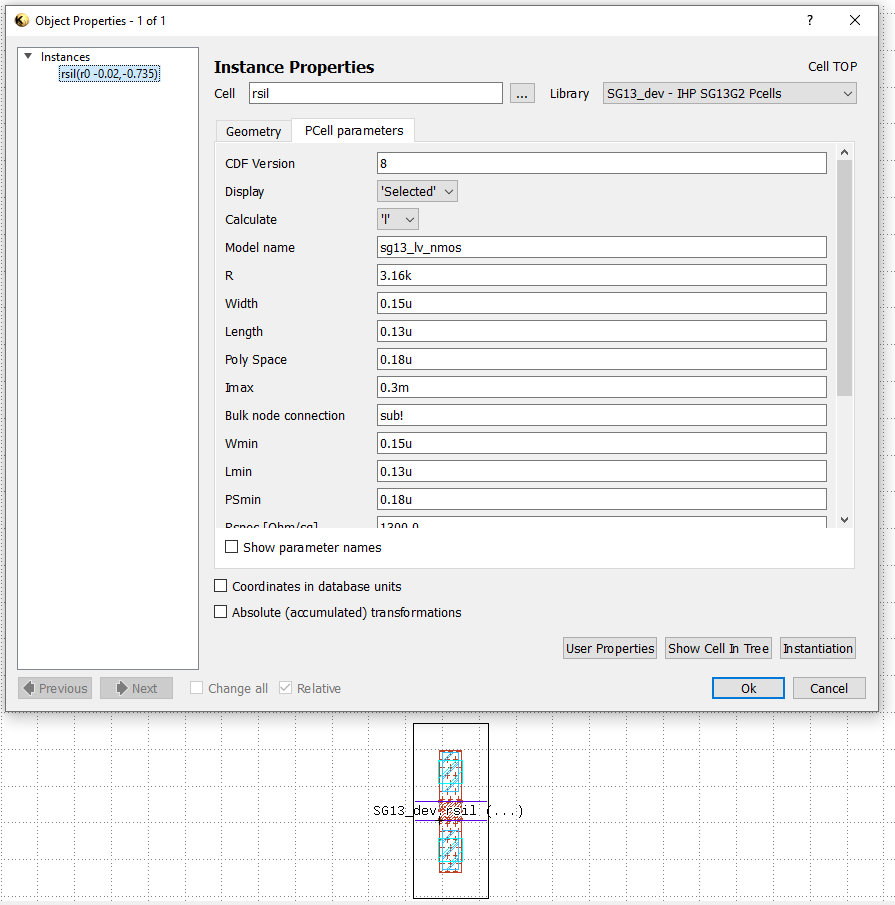 Object Properties - 1 of 1
Instances
rsil(r0 -0.02,-0.735)
Instance Properties
Cell TOP
Cell rsil ... Library SG13_dev - IHP SG13G2 Pcells
Geometry PCell parameters
CDF Version 8
Display 'Selected'
Calculate 'l'
Model name sg13_lv_nmos
R 3.16k
Width 0.15u
Length 0.13u
Poly Space 0.18u
Imax 0.3m
Bulk node connection sub!
Wmin 0.15u
Lmin 0.13u
PSmin 0.18u
Rspec [Ohm/sq] 1300.0
Show parameter names
Coordinates in database units
Absolute (accumulated) transformations
User Properties Show Cell In Tree Instantiation
Previous Next Change all Relative Ok Cancel
SG13_dev.rsil (...)